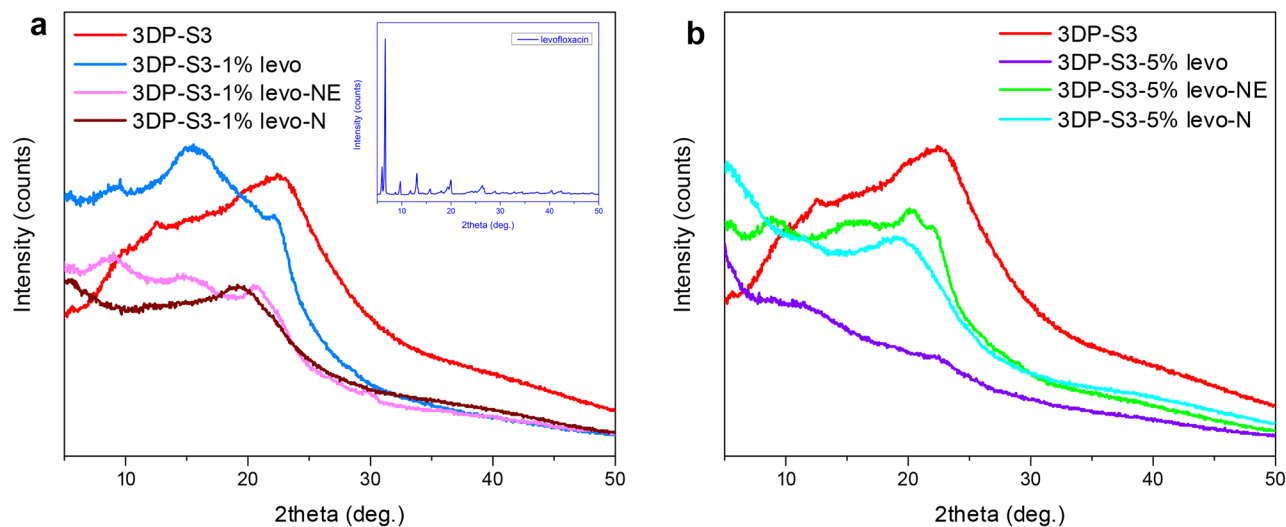 a
3DP-S3
3DP-S3-1% levo
3DP-S3-1% levo-NE
3DP-S3-1% levo-N
Intensity (counts)
10 20 30 40 50
2theta (deg.)
levofloxacin
Intensity (counts)
10 20 30 40 50
2theta (deg.)
b
3DP-S3
3DP-S3-5% levo
3DP-S3-5% levo-NE
3DP-S3-5% levo-N
Intensity (counts)
10 20 30 40 50
2theta (deg.)